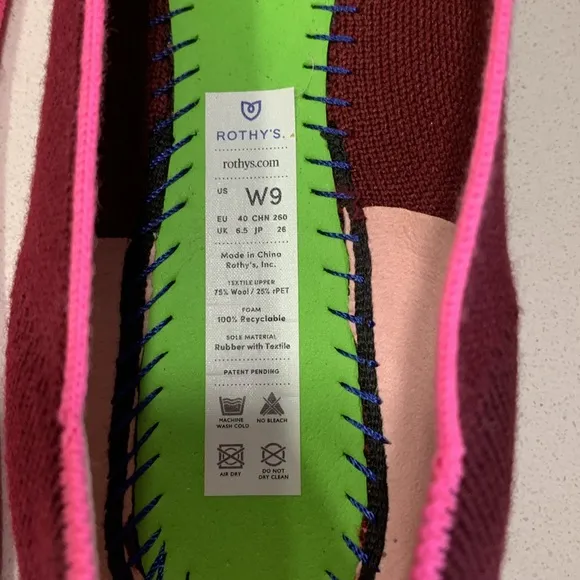 ROTHY'S.
rothys.com
US W9
EU 40 CHN 260
UK 6.5 JP 26
Made in China
Rothy's, Inc.
TEXTILE UPPER
75% Wool / 25% rPET
FOAM
100% Recyclable
SOLE MATERIAL
Rubber with Textile
PATENT PENDING
MACHINE WASH COLD
NO BLEACH
AIR DRY
DO NOT DRY CLEAN